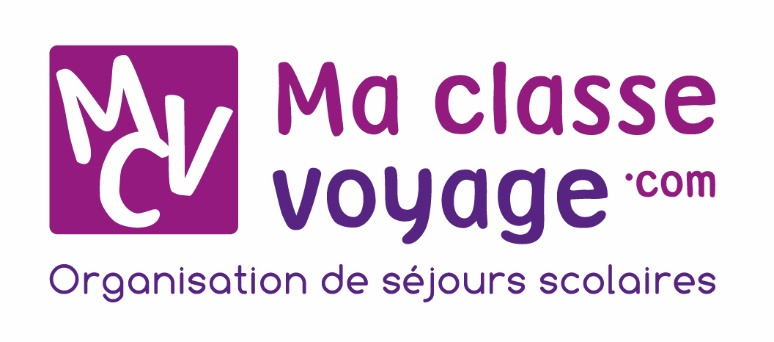 MCV
Ma classe
voyage .com
Organisation de séjours scolaires